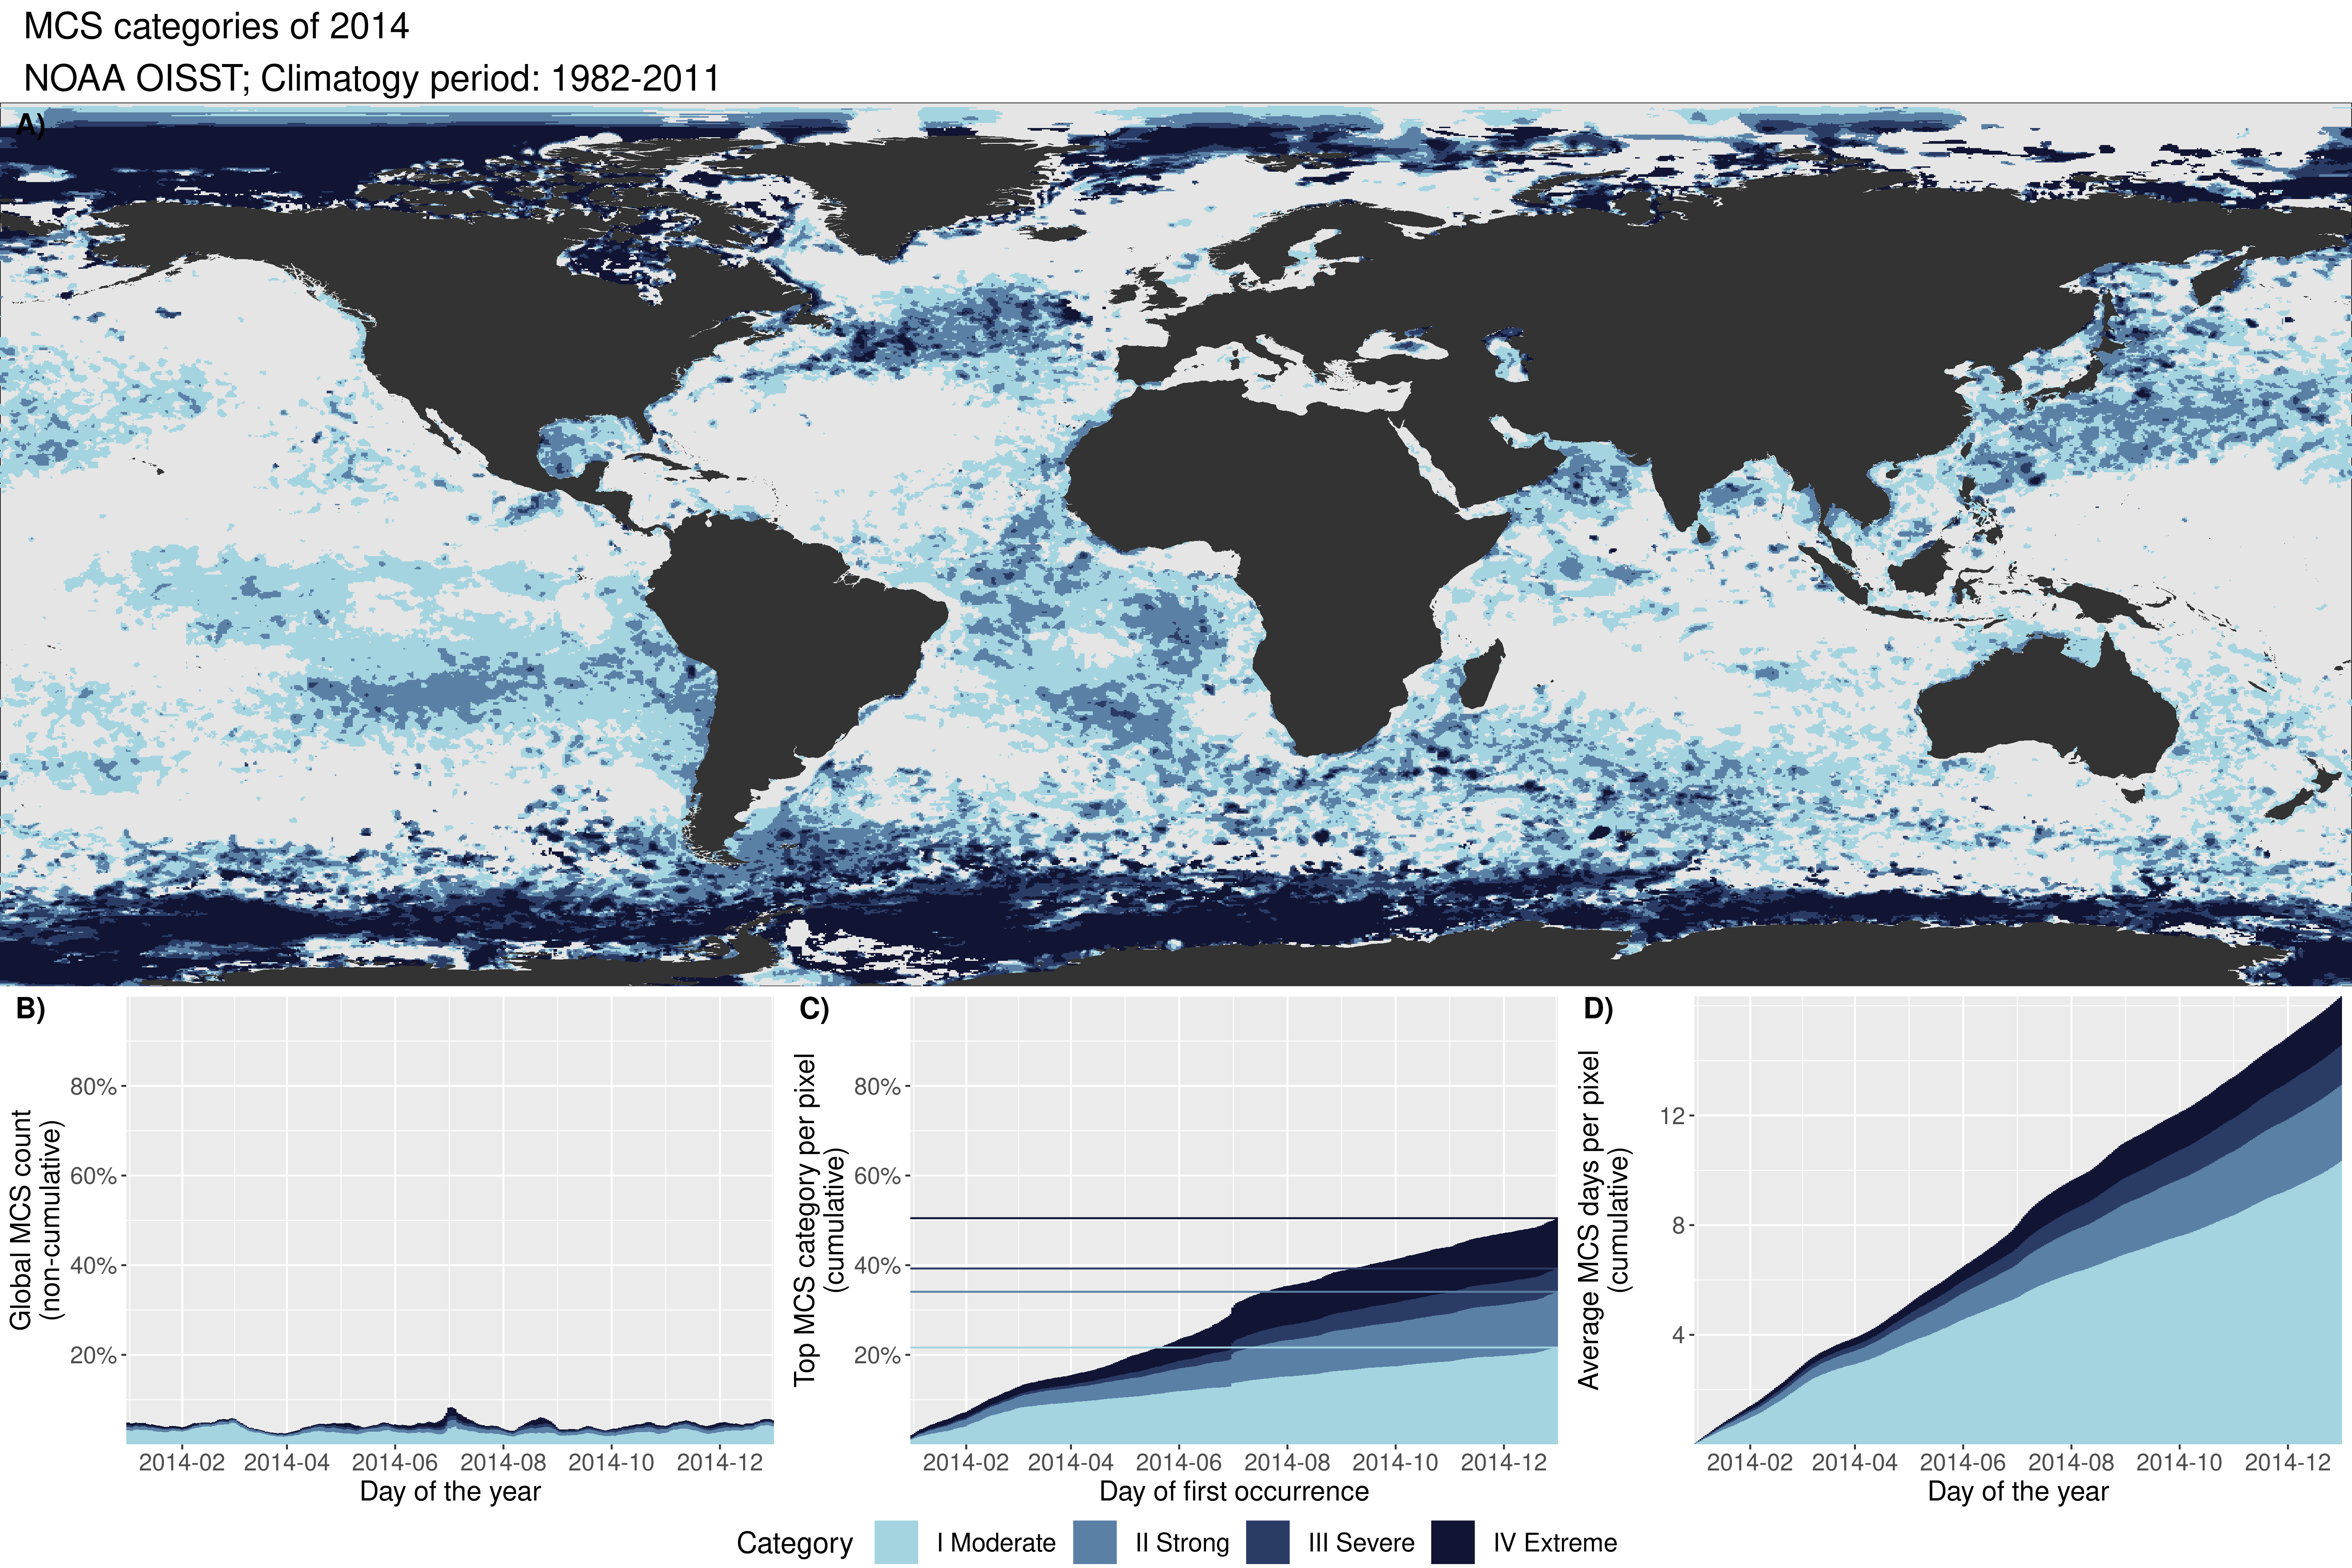 MCS categories of 2014
NOAA OISST; Climatogy period: 1982-2011
A)
B)
Global MCS count
(non-cumulative)
80%
60%
40%
20%
2014-02 2014-04 2014-06 2014-08 2014-10 2014-12
Day of the year
C)
Top MCS category per pixel
(cumulative)
80%
60%
40%
20%
2014-02 2014-04 2014-06 2014-08 2014-10 2014-12
Day of first occurrence
D)
Average MCS days per pixel
(cumulative)
12
8
4
2014-02 2014-04 2014-06 2014-08 2014-10 2014-12
Day of the year
Category I Moderate II Strong III Severe IV Extreme